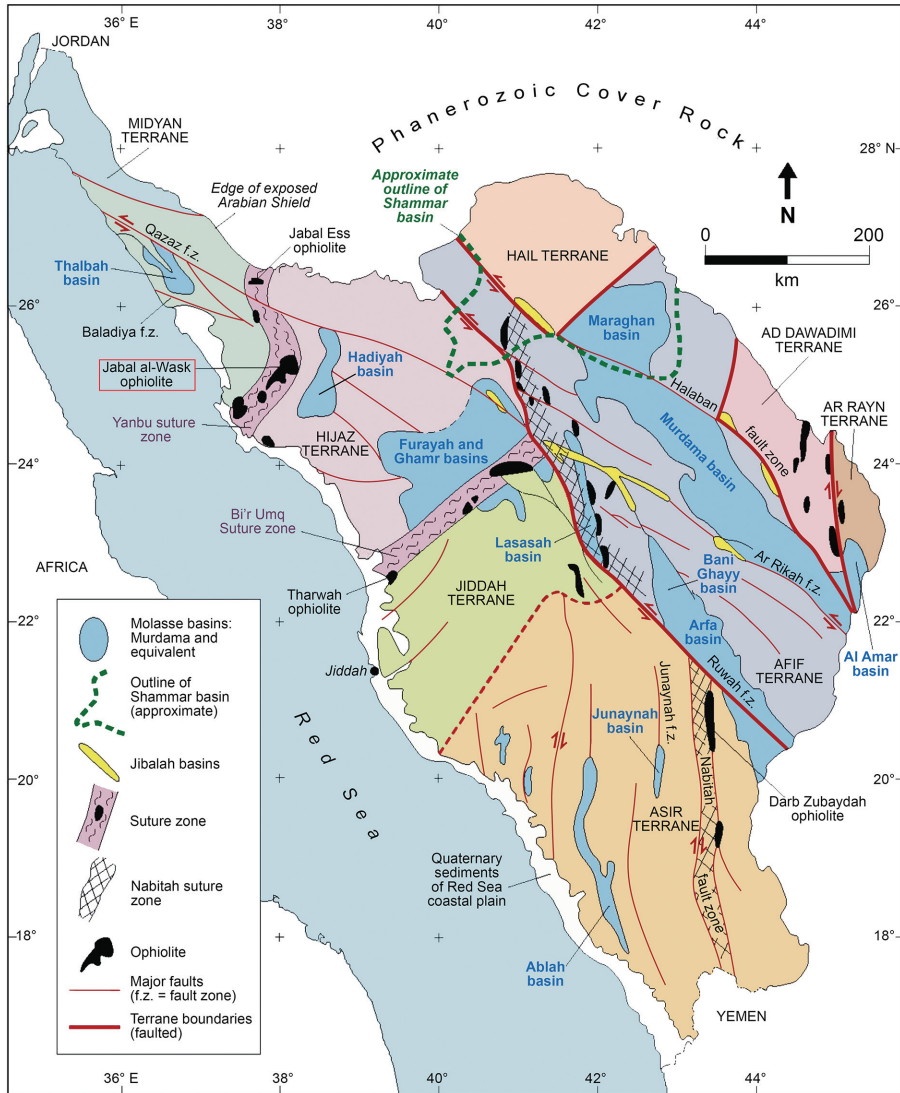 36° E
38°
40°
42°
44°
JORDAN
MIDYAN
TERRANE
Phanerozoic Cover Rock
28° N
Edge of exposed
Arabian Shield
Approximate
outline of
Shammar
basin
N
0
200
km
Qazaz f.z.
Jabal Ess
ophiolite
HAIL TERRANE
Thalbah
basin
26°
Baladiya f.z.
Maraghan
basin
AD DAWADIMI
TERRANE
Jabal al-Wask
ophiolite
Hadiyah
basin
Halaban
fault zone
AR RAYN
TERRANE
Yanbu suture
zone
HIJAZ
TERRANE
Furayah and
Ghamr basins
Murdama basin
24°
24°
Bi'r Umq
Suture zone
Lasasah
basin
AFRICA
Tharwah
ophiolite
JIDDAH
TERRANE
Bani
Ghayy
basin
Ar Rikah f.z.
22°
Arfa
basin
AFIF
TERRANE
Al Amar
basin
Jiddah
Ruwah f.z.
Red Sea
Junaynah f.z.
Junaynah
basin
20°
20°
Nabitah
fault zone
Darb Zubaydah
ophiolite
ASIR
TERRANE
Quaternary
sediments
of Red Sea
coastal plain
18°
18°
Ablah
basin
YEMEN
Molasse basins:
Murdama and
equivalent
Outline of
Shammar basin
(approximate)
Jibalah basins
Suture zone
Nabitah suture
zone
Ophiolite
Major faults
(f.z. = fault zone)
Terrane boundaries
(faulted)
36° E
38°
40°
42°
44°
28°
26°
22°